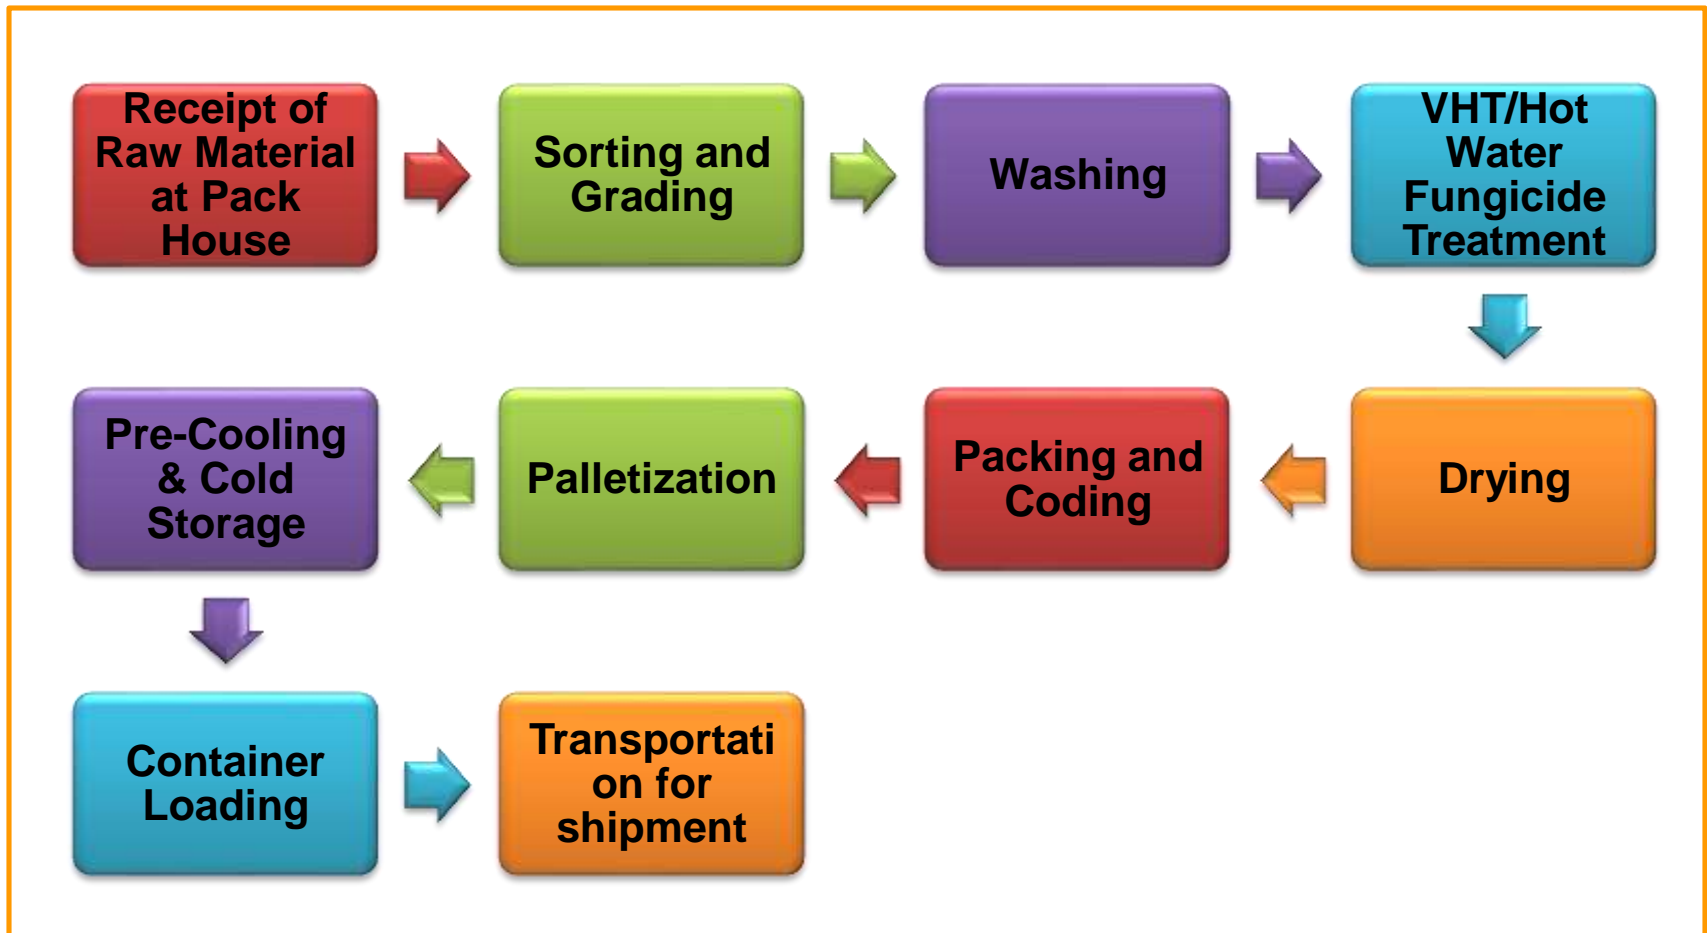 Receipt of
Raw Material
at Pack
House
Sorting and
Grading
Washing
VHT/Hot
Water
Fungicide
Treatment
Drying
Packing and
Coding
Palletization
Pre-Cooling
& Cold
Storage
Container
Loading
Transportati
on for
shipment